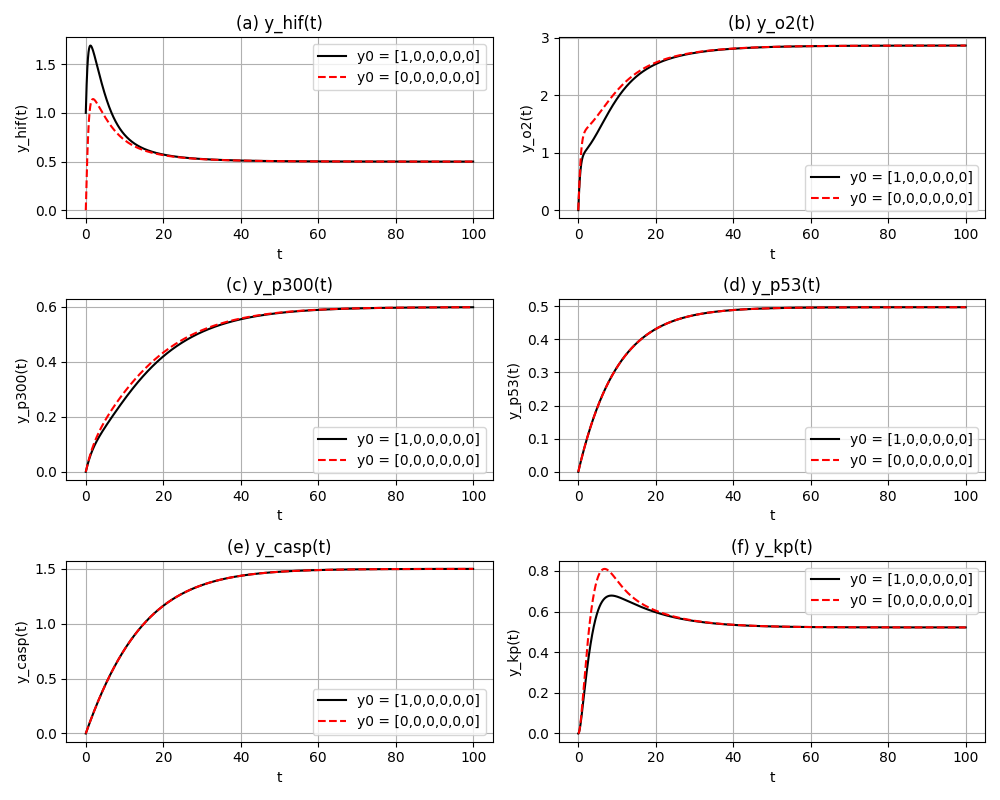 (a) y_hif(t)
y_hif(t)
1.5
1.0
0.5
0.0
y0 = [1,0,0,0,0,0]
y0 = [0,0,0,0,0,0]
0 20 40 60 80 100
t
(b) y_o2(t)
y_o2(t)
3
2
1
0
y0 = [1,0,0,0,0,0]
y0 = [0,0,0,0,0,0]
0 20 40 60 80 100
t
(c) y_p300(t)
y_p300(t)
0.6
0.4
0.2
0.0
y0 = [1,0,0,0,0,0]
y0 = [0,0,0,0,0,0]
0 20 40 60 80 100
t
(d) y_p53(t)
y_p53(t)
0.5
0.4
0.3
0.2
0.1
0.0
y0 = [1,0,0,0,0,0]
y0 = [0,0,0,0,0,0]
0 20 40 60 80 100
t
(e) y_casp(t)
y_casp(t)
1.5
1.0
0.5
0.0
y0 = [1,0,0,0,0,0]
y0 = [0,0,0,0,0,0]
0 20 40 60 80 100
t
(f) y_kp(t)
y_kp(t)
0.8
0.6
0.4
0.2
0.0
y0 = [1,0,0,0,0,0]
y0 = [0,0,0,0,0,0]
0 20 40 60 80 100
t